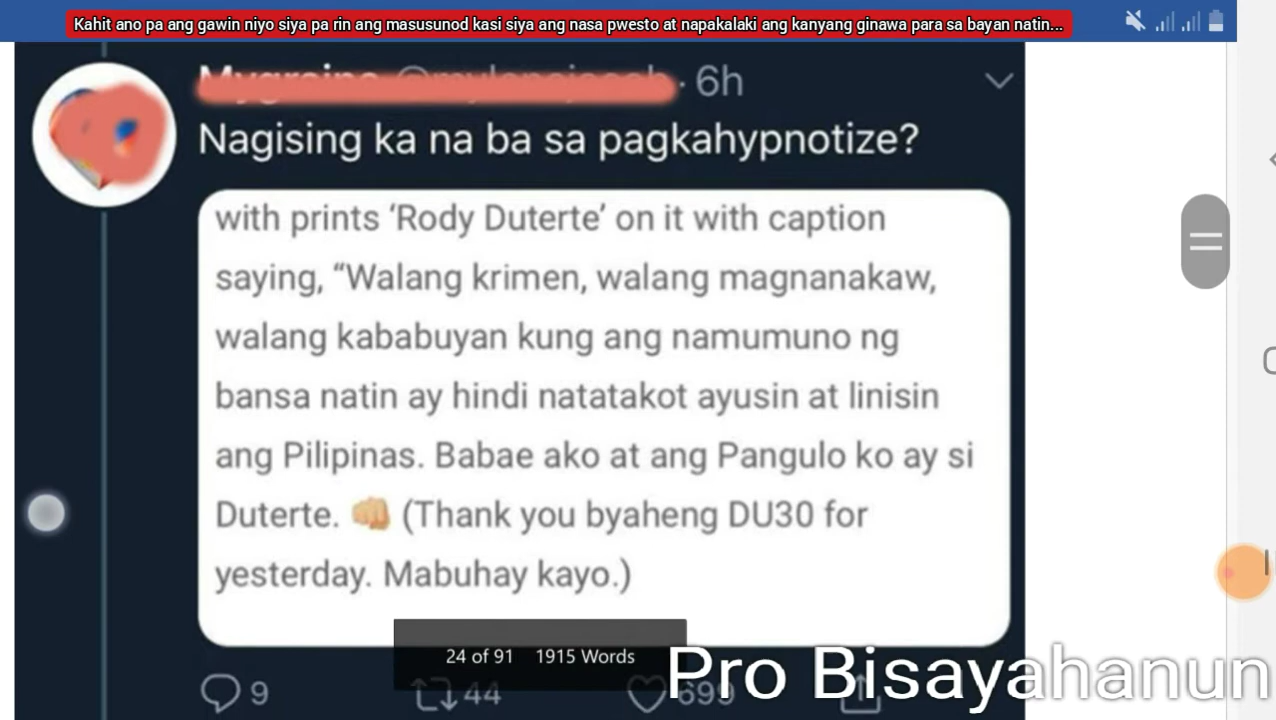 Kahit ano pa ang gawin niyo siya pa rin ang masusunod kasi siya ang nasa pwesto at napakalaki ang kanyang ginawa para sa bayan natin...
· 6h
Nagising ka na ba sa pagkahypnotize?
with prints ‘Rody Duterte’ on it with caption
saying, “Walang krimen, walang magnanakaw,
walang kababuyan kung ang namumuno ng
bansa natin ay hindi natatakot ayusin at linisin
ang Pilipinas. Babae ako at ang Pangulo ko ay si
Duterte. 👊🏼 (Thank you byaheng DU30 for
yesterday. Mabuhay kayo.)
24 of 91 1915 Words
Pro Bisayahanun
9 44 699